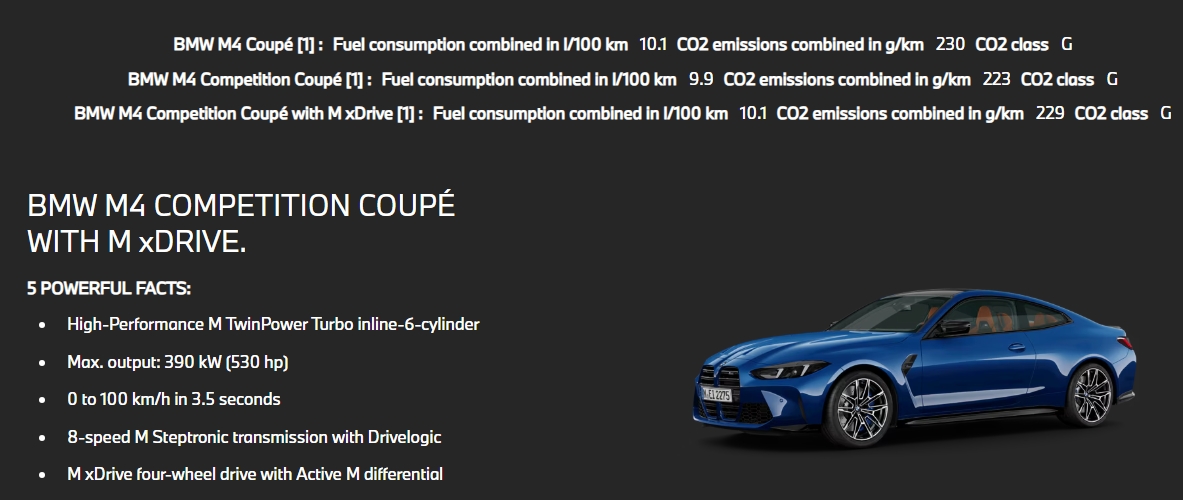 BMW M4 Coupé [1] : Fuel consumption combined in l/100 km 10.1 CO2 emissions combined in g/km 230 CO2 class G
BMW M4 Competition Coupé [1] : Fuel consumption combined in l/100 km 9.9 CO2 emissions combined in g/km 223 CO2 class G
BMW M4 Competition Coupé with M xDrive [1] : Fuel consumption combined in l/100 km 10.1 CO2 emissions combined in g/km 229 CO2 class G
BMW M4 COMPETITION COUPÉ
WITH M xDRIVE.
5 POWERFUL FACTS:
• High-Performance M TwinPower Turbo inline-6-cylinder
• Max. output: 390 kW (530 hp)
• 0 to 100 km/h in 3.5 seconds
• 8-speed M Steptronic transmission with Drivelogic
• M xDrive four-wheel drive with Active M differential